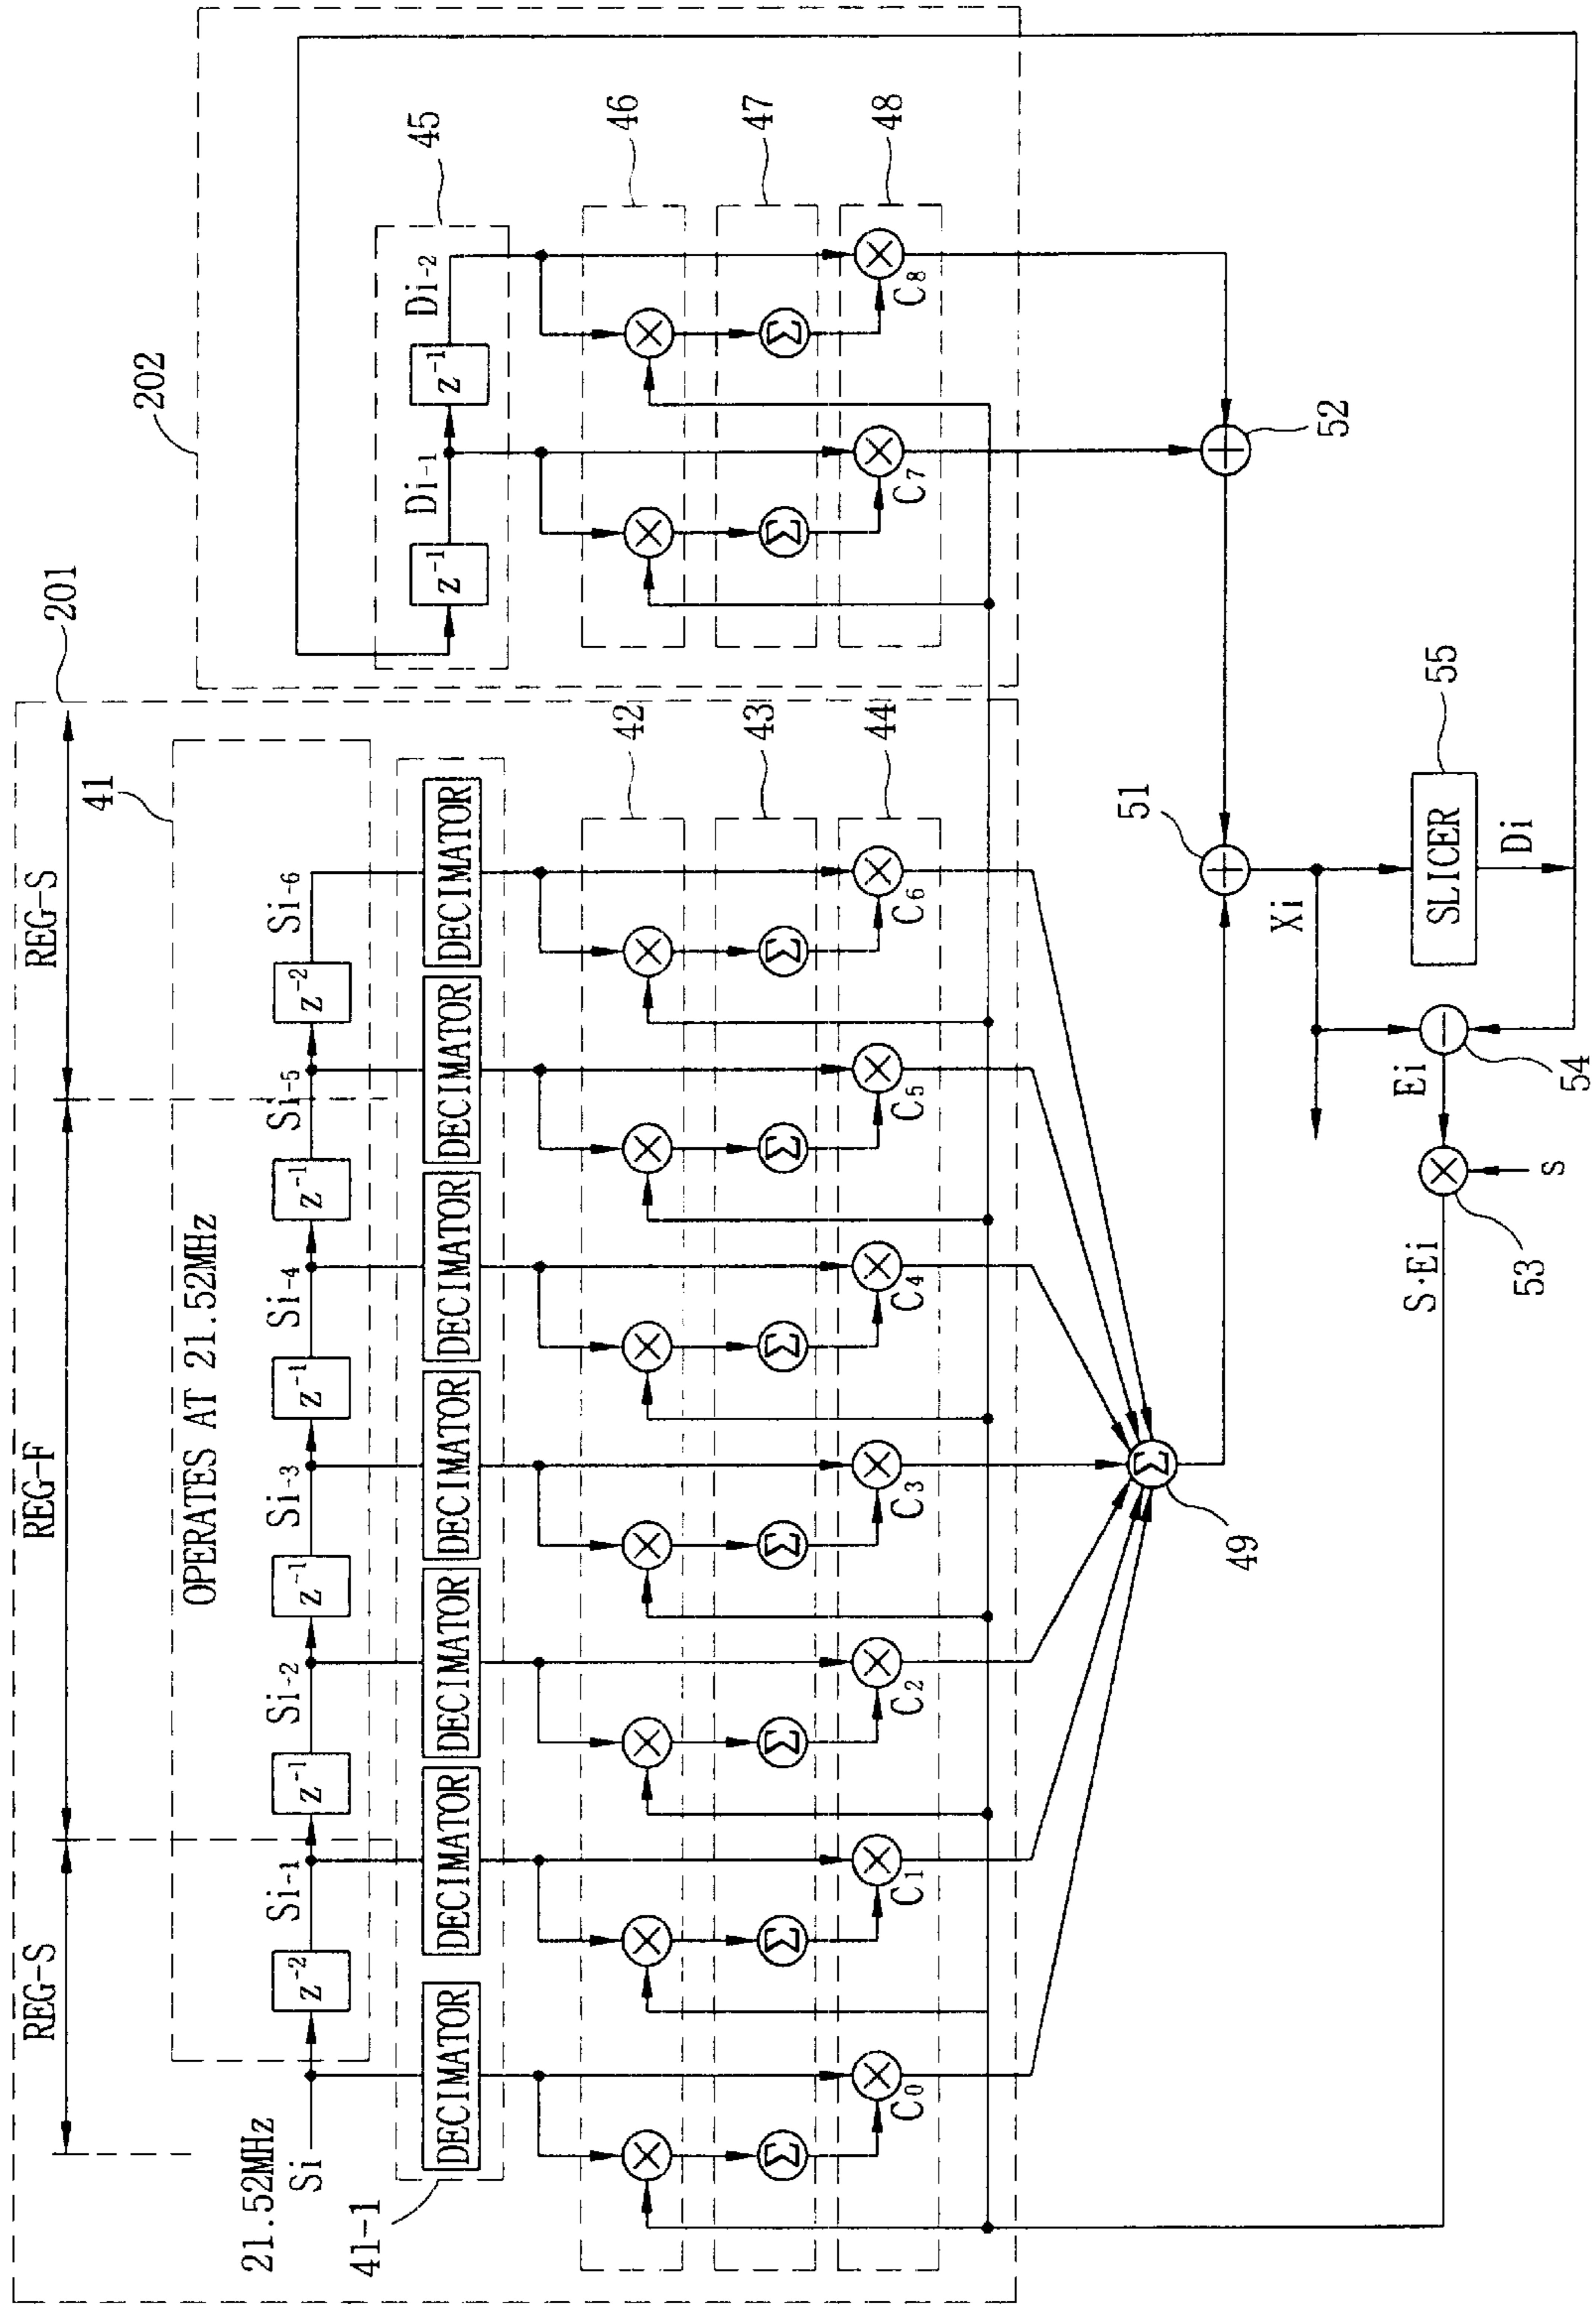 REG-S
REG-F
REG-S
201
202
41
OPERATES AT 21.52MHz
45
21.52MHz
Si
z⁻²
Si-1
z⁻¹
Si-2
z⁻¹
Si-3
z⁻¹
Si-4
z⁻¹
Si-5
z⁻²
Si-6
z⁻¹
Di-1
z⁻¹
Di-2
41-1
DECIMATOR
DECIMATOR
DECIMATOR
DECIMATOR
DECIMATOR
DECIMATOR
DECIMATOR
42
46
Σ
Σ
Σ
Σ
Σ
Σ
Σ
43
Σ
Σ
47
C0
C1
C2
C3
C4
C5
C6
44
C7
C8
48
Σ
49
51
52
Xi
SLICER
55
Di
Ei
54
s
53
S·Ei